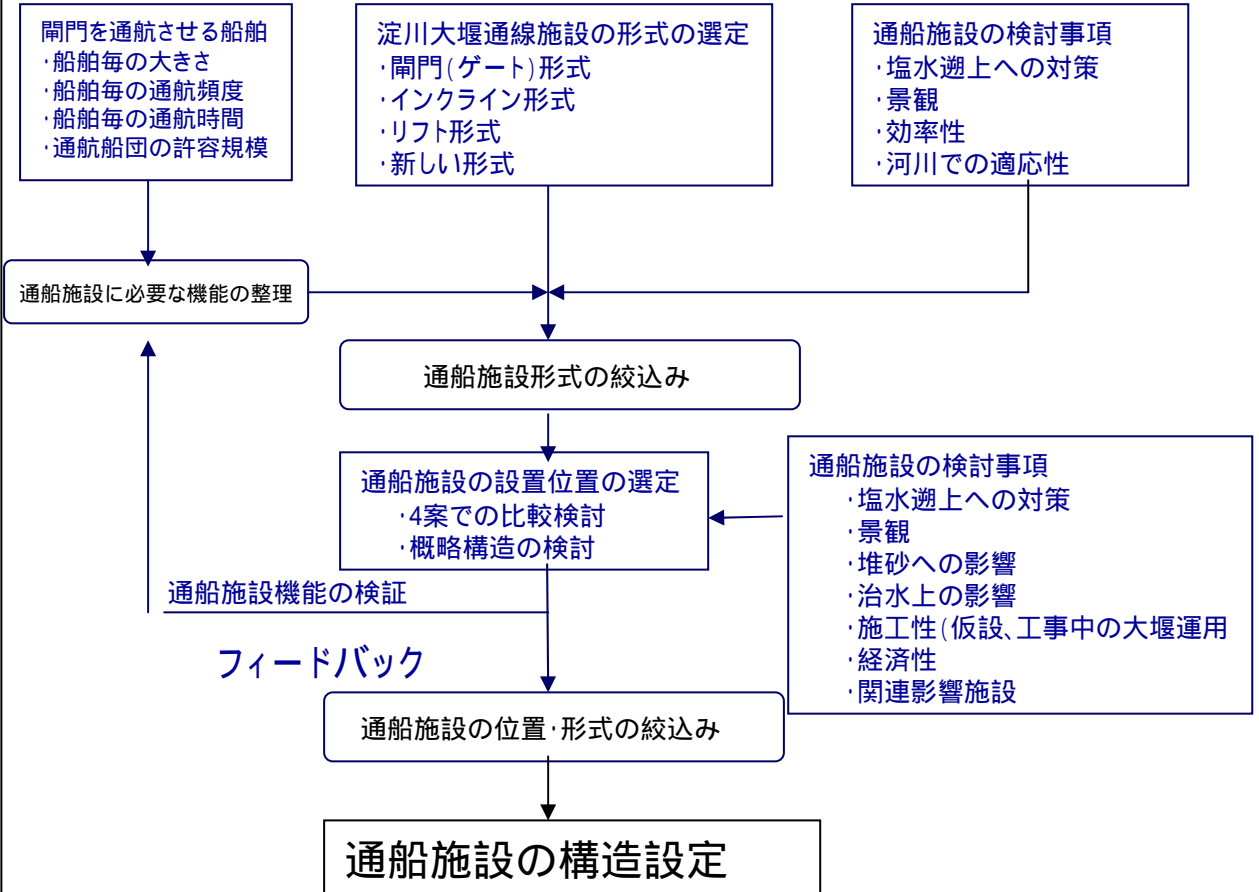 閘門を通航させる船舶
･船舶毎の大きさ
･船舶毎の通航頻度
･船舶毎の通航時間
･通航船団の許容規模
淀川大堰通線施設の形式の選定
･閘門(ゲート)形式
･インクライン形式
･リフト形式
･新しい形式
通船施設の検討事項
･塩水遡上への対策
･景観
･効率性
･河川での適応性
通船施設に必要な機能の整理
通船施設形式の絞込み
通船施設の設置位置の選定
･4案での比較検討
･概略構造の検討
通船施設の検討事項
･塩水遡上への対策
･景観
･堆砂への影響
･治水上の影響
･施工性(仮設、工事中の大堰運用
･経済性
･関連影響施設
通船施設機能の検証
フィードバック
通船施設の位置･形式の絞込み
通船施設の構造設定